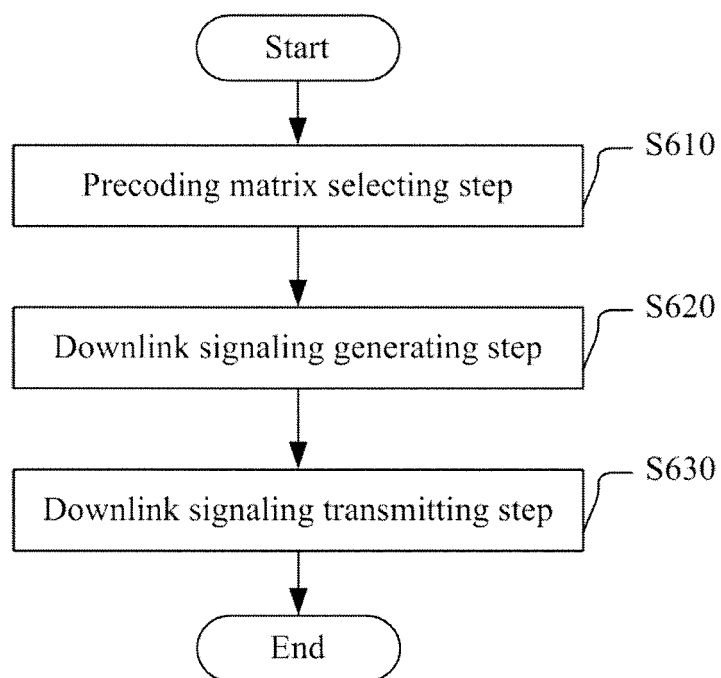 Start
S610
Precoding matrix selecting step
S620
Downlink signaling generating step
S630
Downlink signaling transmitting step
End